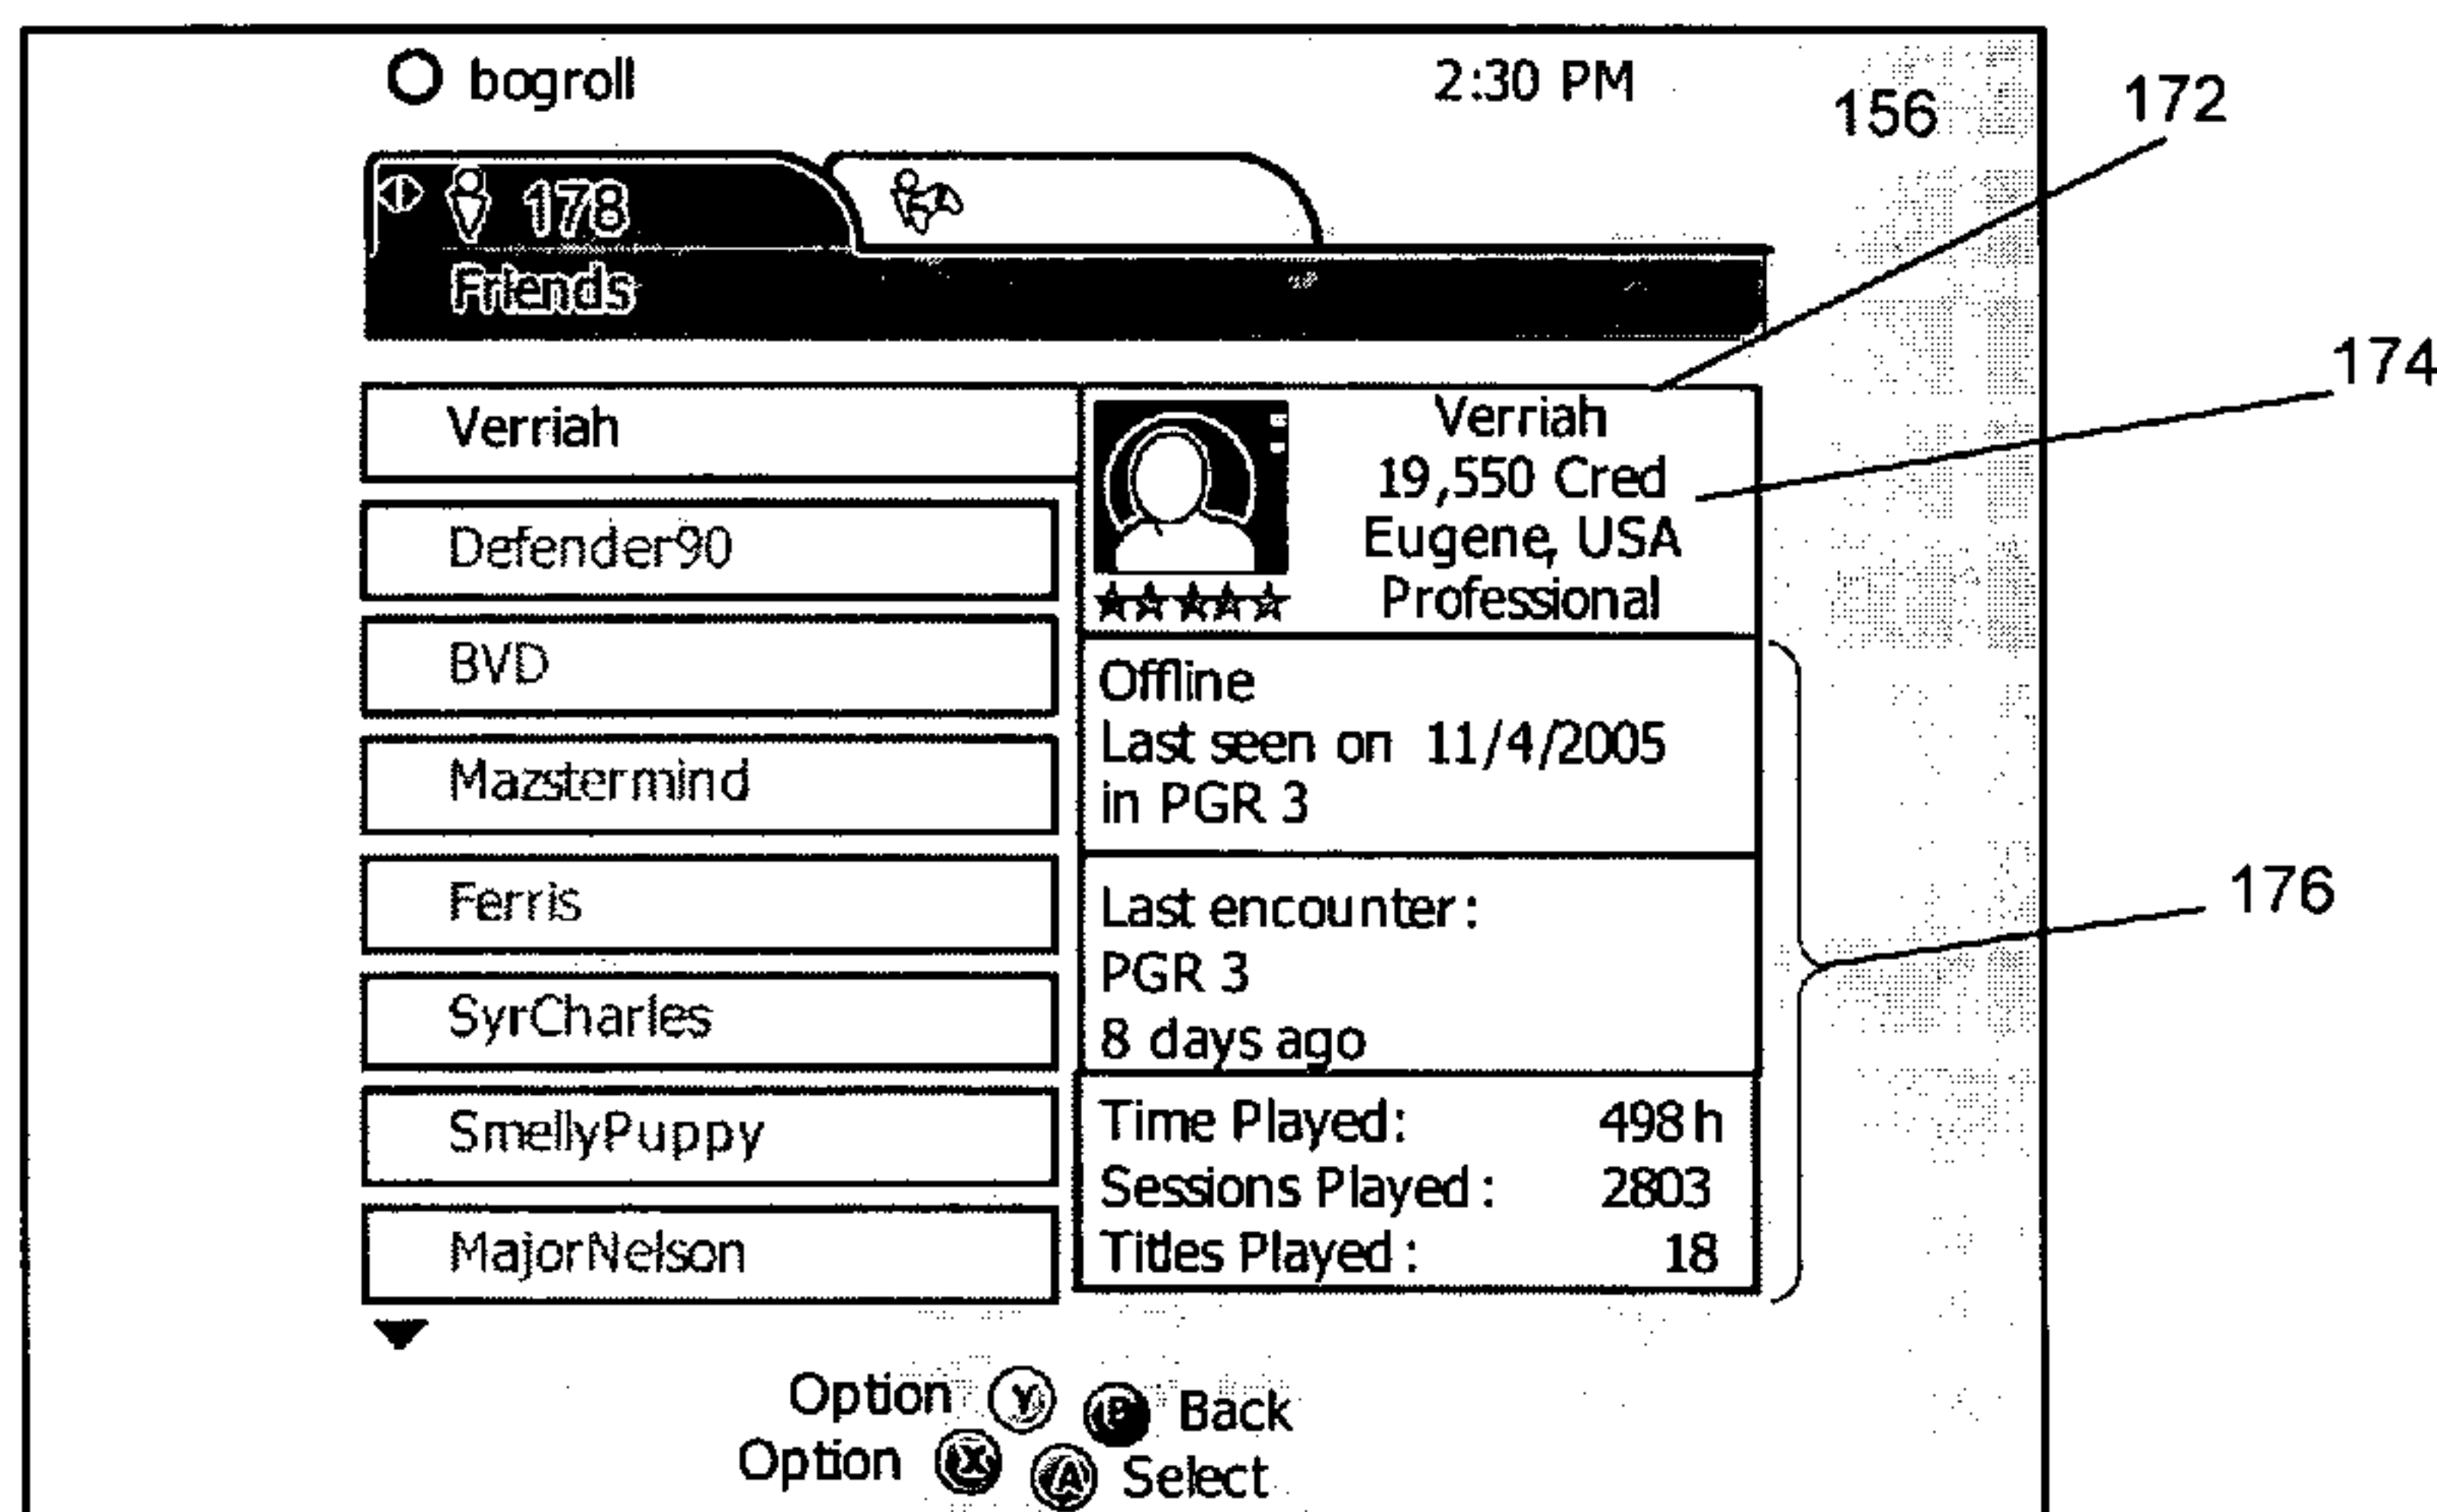 bogroll 2:30 PM
156
172
178
Friends
174
Verriah
Defender90
BVD
Mazstermind
Ferris
SyrCharles
SmellyPuppy
MajorNelson
Verriah
19,550 Cred
Eugene, USA
Professional
Offline
Last seen on 11/4/2005
in PGR 3
Last encounter:
PGR 3
8 days ago
Time Played: 498 h
Sessions Played: 2803
Titles Played: 18
176
Option Y
B Back
Option X
A Select